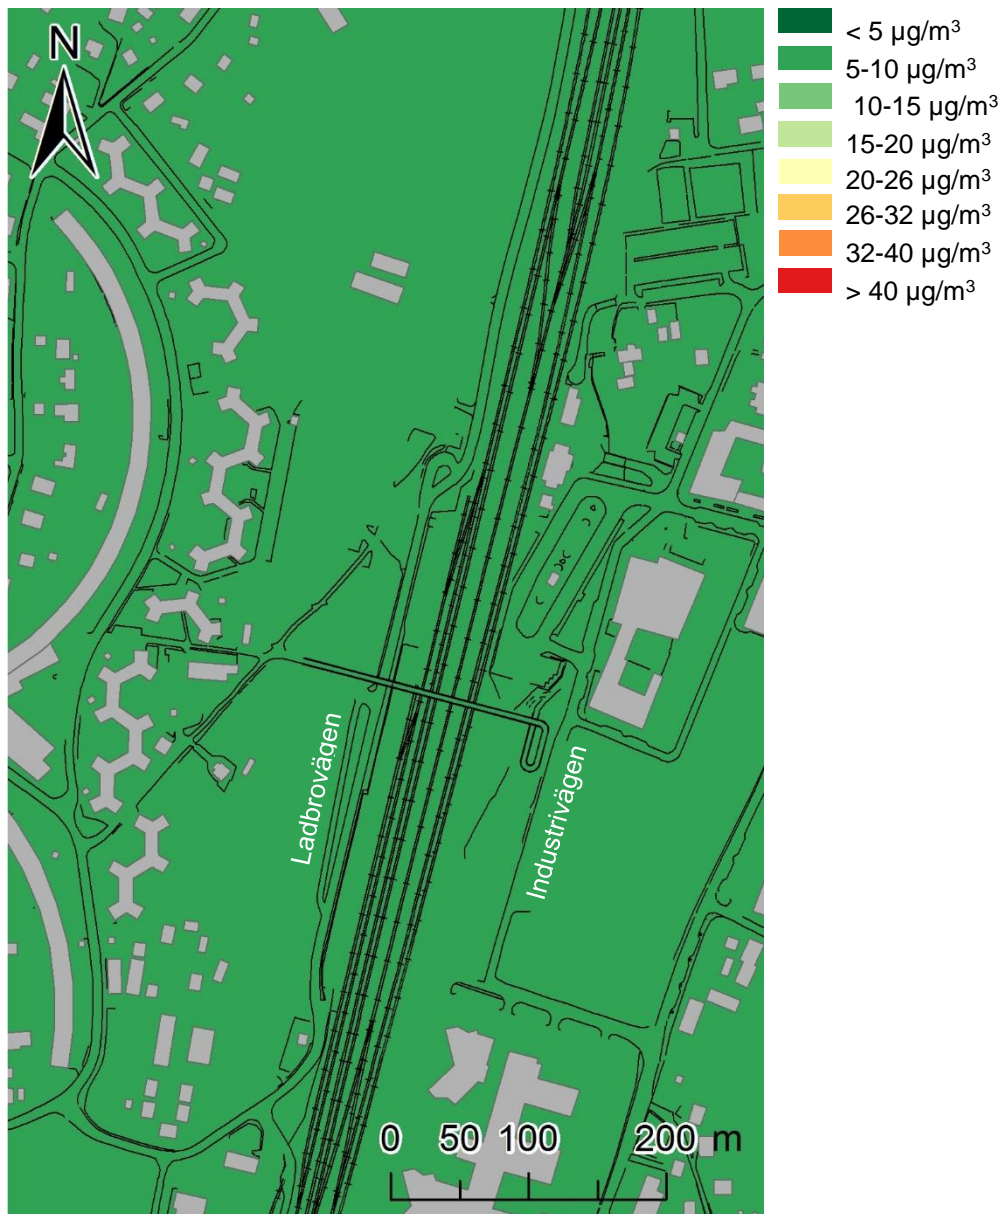 N
< 5 µg/m³
5-10 µg/m³
10-15 µg/m³
15-20 µg/m³
20-26 µg/m³
26-32 µg/m³
32-40 µg/m³
> 40 µg/m³
Ladbrovägen
Industrivägen
0 50 100 200 m